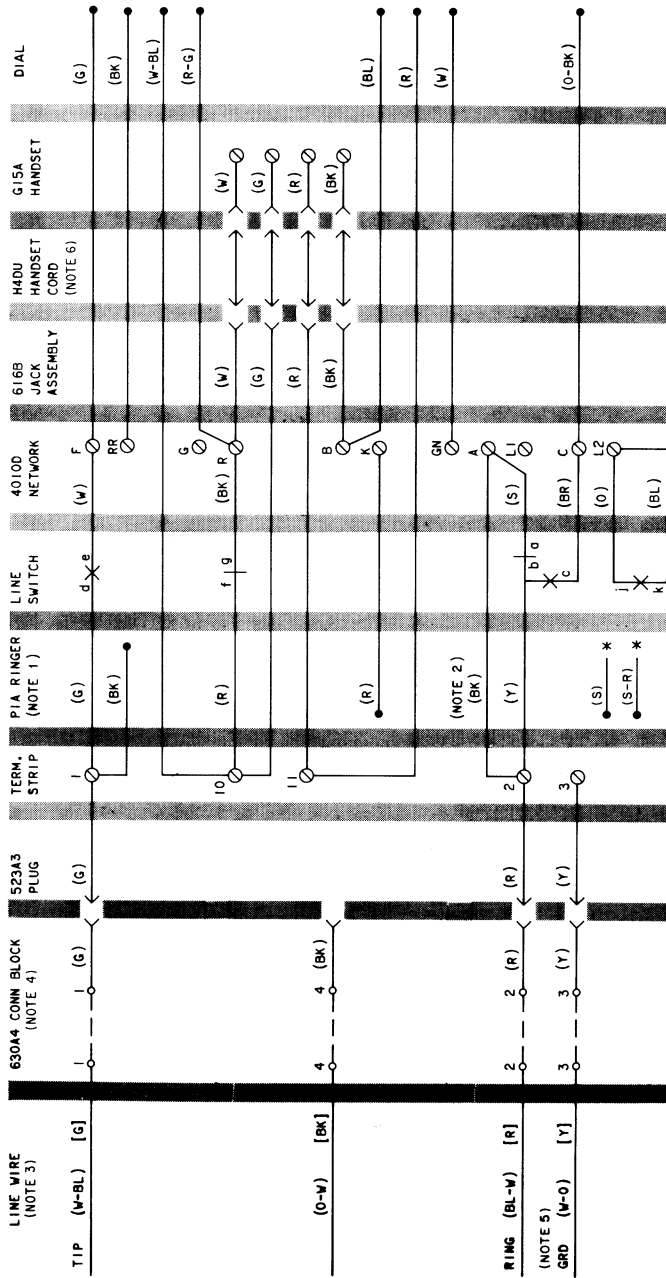 LINE WIRE
(NOTE 3)
630A4 CONN BLOCK
(NOTE 4)
523A3
PLUG
TERM.
STRIP
PIA RINGER
(NOTE 1)
LINE
SWITCH
4010D
NETWORK
616B
JACK
ASSEMBLY
H4DU
HANDSET
CORD
(NOTE 6)
G15A
HANDSET
DIAL
TIP (W-BL) [G]
1
1
(G)
(G)
1
(G)
d
e
(W)
F
(G)
(BK)
RR
(BK)
(W-BL)
G
(R-G)
10
(R)
f
g
(BK)
R
(W)
(W)
(G)
(G)
11
(R)
(R)
(O-W) [BK]
4
4
(BK)
B
(BK)
(BK)
(R)
K
(BL)
(R)
GN
(W)
(NOTE 2)
(BK)
A
RING (BL-W) [R]
2
2
(R)
(R)
2
(Y)
b
a
(S)
L1
(NOTE 5)
c
GRD (W-O) [Y]
3
3
(Y)
(Y)
3
(BR)
C
(O-BK)
(S) *
(O)
L2
(S-R) *
j
k
(BL)